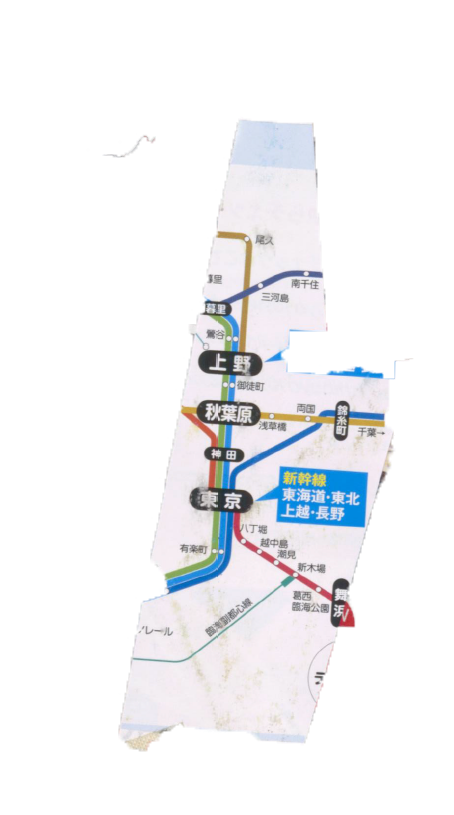 尾久
暮里
南千住
三河島
暮里
鶯谷
上野
御徒町
秋葉原
両国
錦糸町
浅草橋
千葉→
神田
新幹線
東海道・東北
上越・長野
東京
八丁堀
越中島
有楽町
潮見
新木場
葛西
臨海公園
舞浜
臨海副都心線
レール